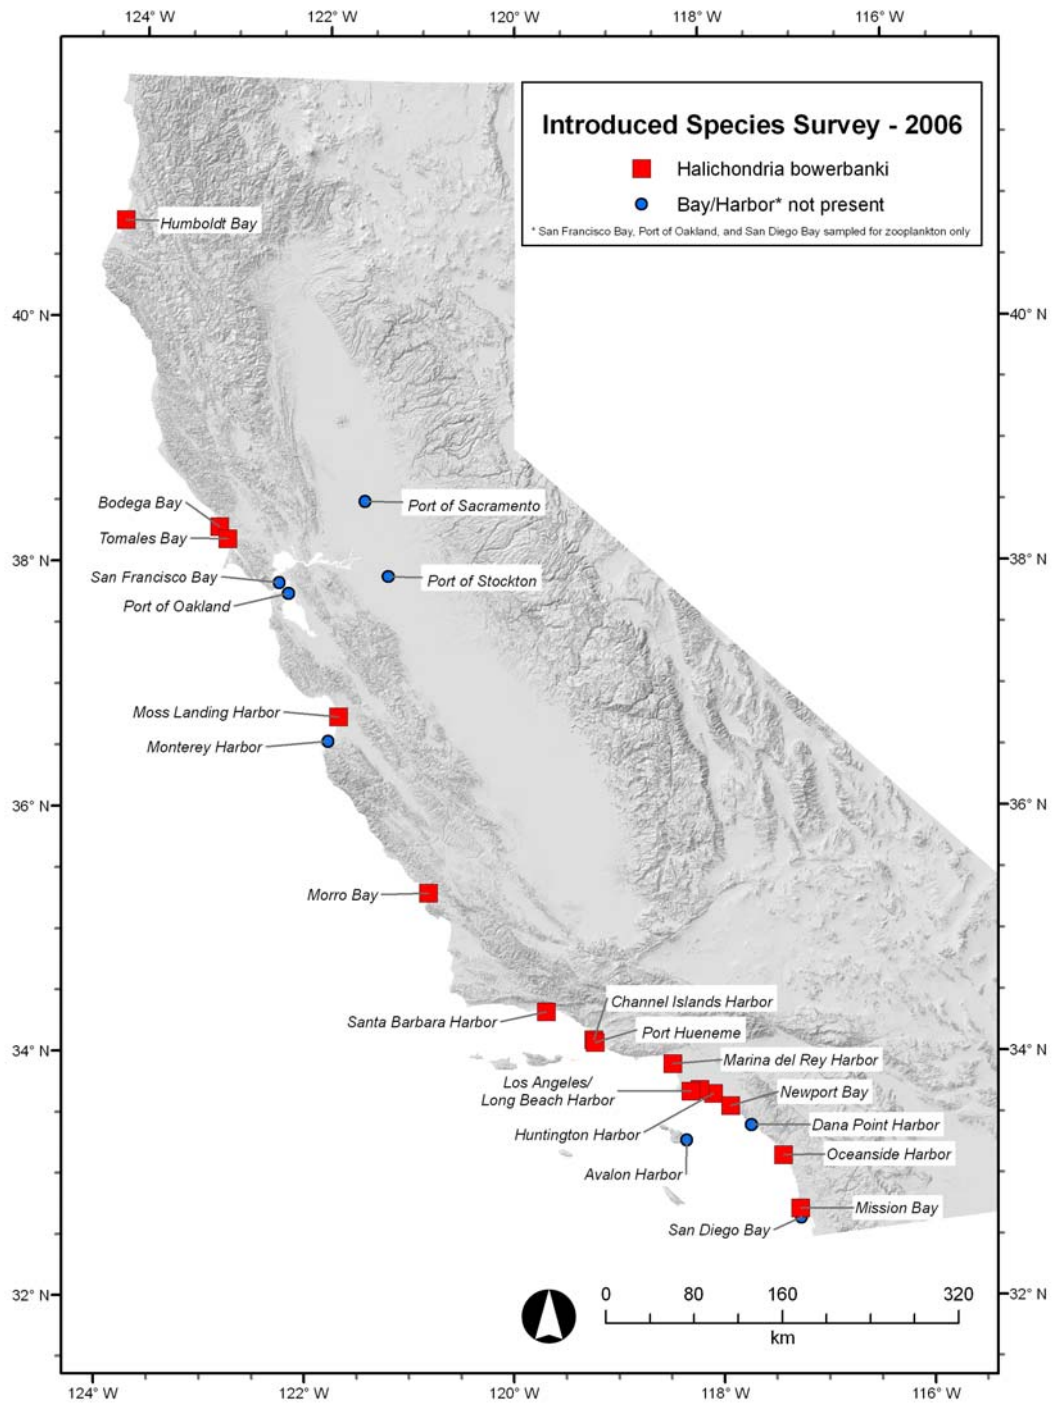 124° W 122° W 120° W 118° W 116° W
Introduced Species Survey - 2006
Halichondria bowerbanki
Bay/Harbor* not present
* San Francisco Bay, Port of Oakland, and San Diego Bay sampled for zooplankton only
Humboldt Bay
40° N 40° N
Bodega Bay
Port of Sacramento
Tomales Bay
38° N 38° N
San Francisco Bay
Port of Stockton
Port of Oakland
Moss Landing Harbor
Monterey Harbor
36° N 36° N
Morro Bay
Channel Islands Harbor
Santa Barbara Harbor
Port Hueneme
34° N 34° N
Marina del Rey Harbor
Los Angeles/
Long Beach Harbor
Newport Bay
Dana Point Harbor
Huntington Harbor
Oceanside Harbor
Avalon Harbor
Mission Bay
San Diego Bay
32° N 32° N
0 80 160 320
km
124° W 122° W 120° W 118° W 116° W